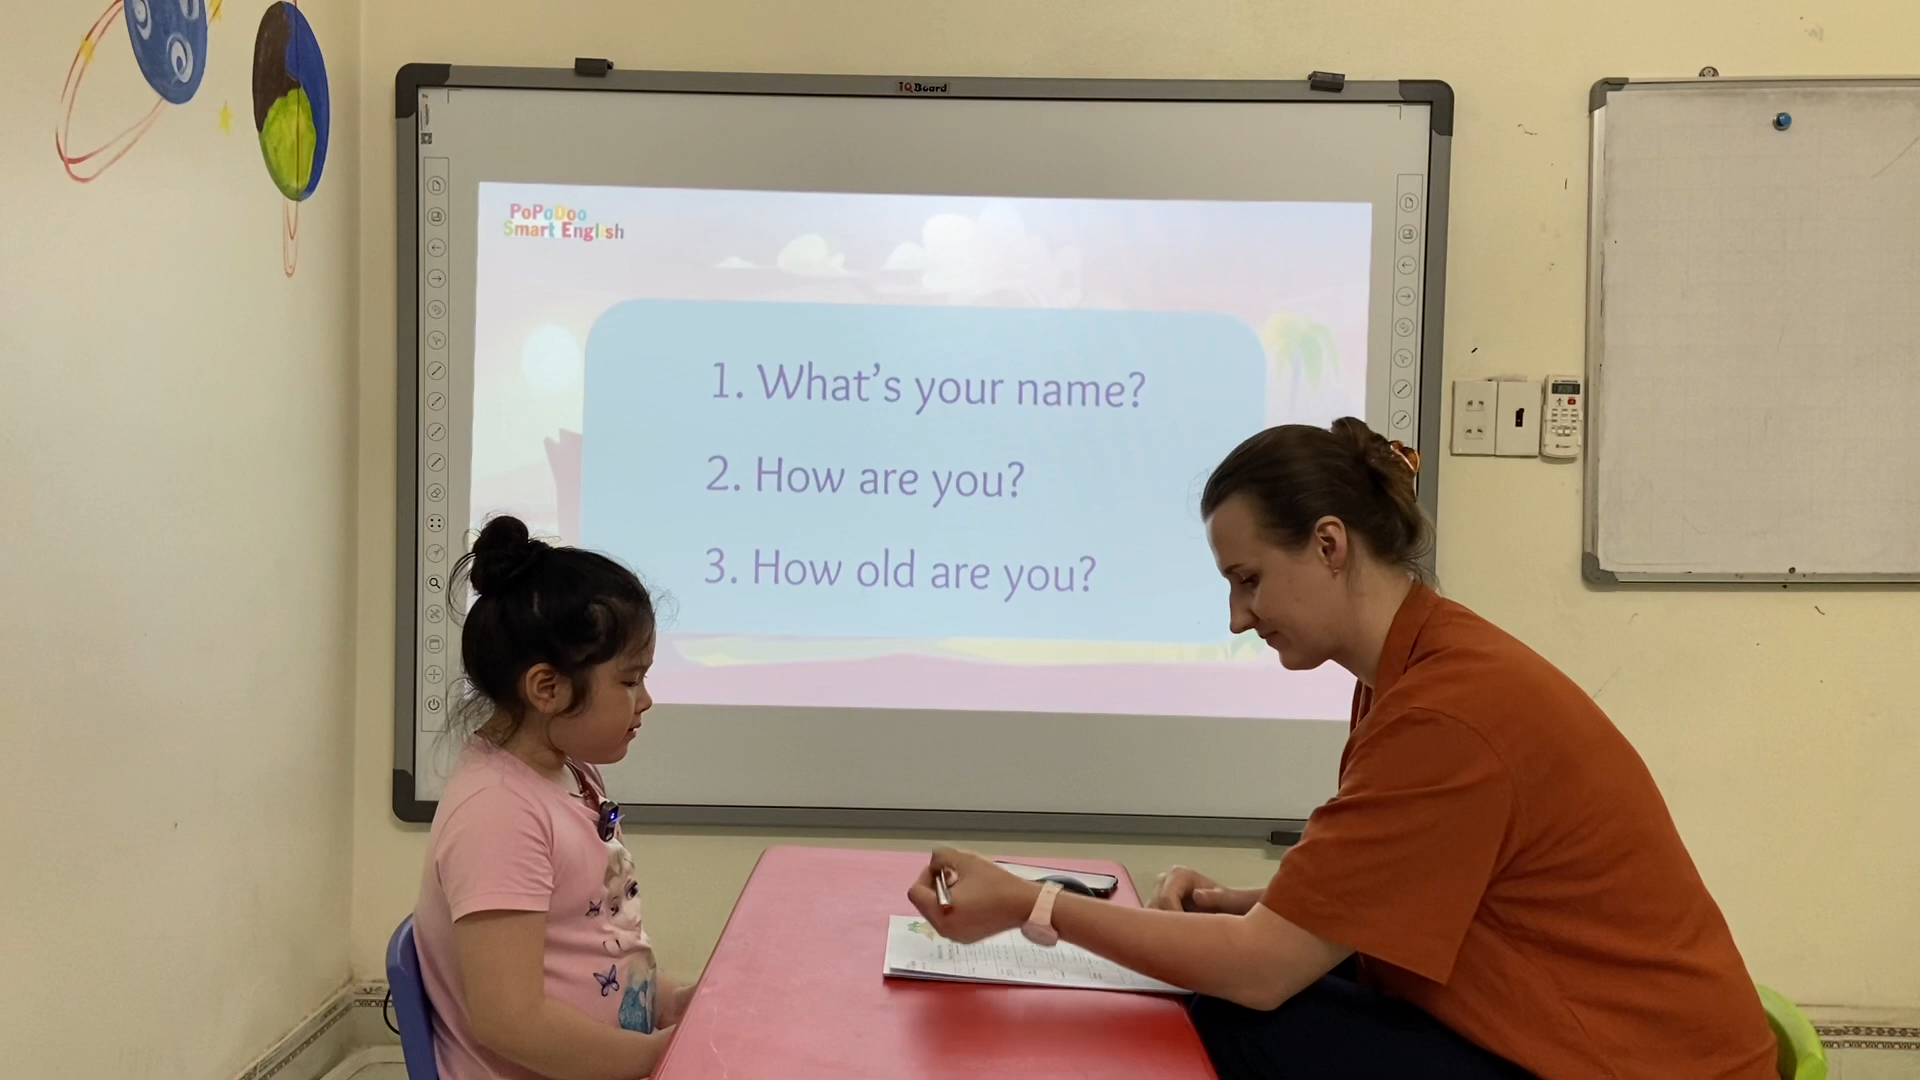 IQBoard
PoPoDoo
Smart English
1. What's your name?
2. How are you?
3. How old are you?